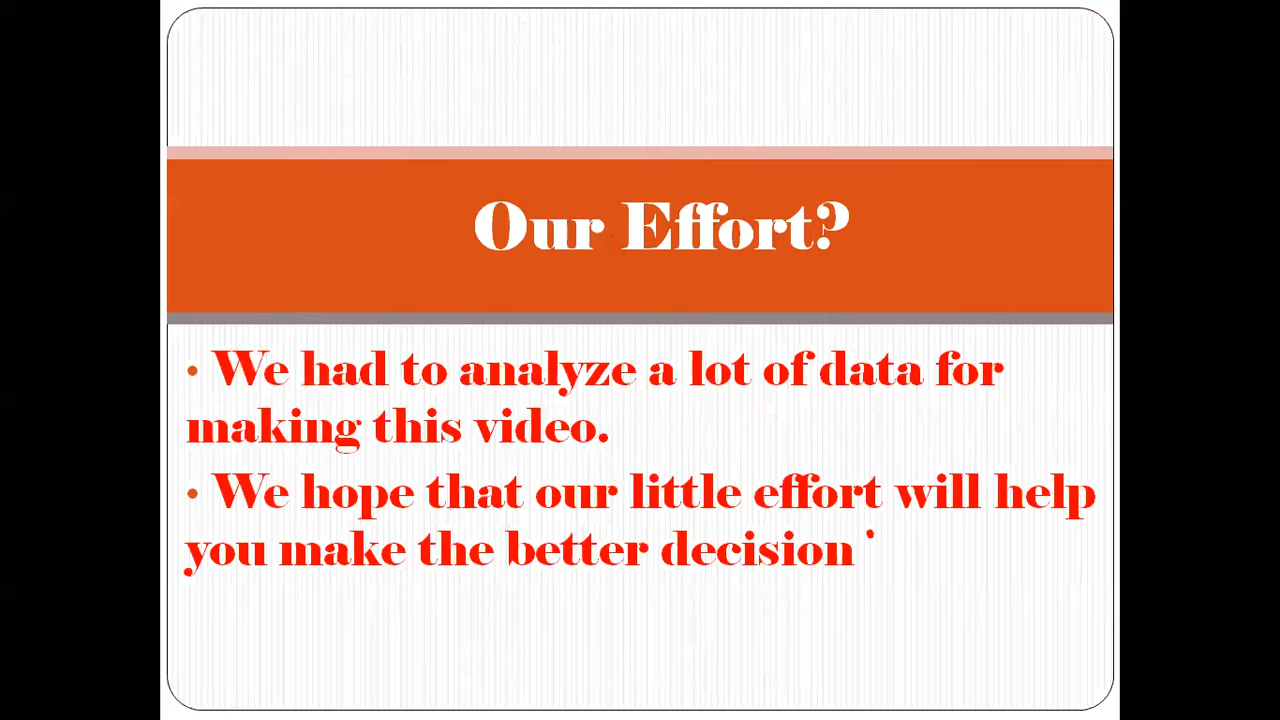 Our Effort?
• We had to analyze a lot of data for
making this video.
• We hope that our little effort will help
you make the better decision '